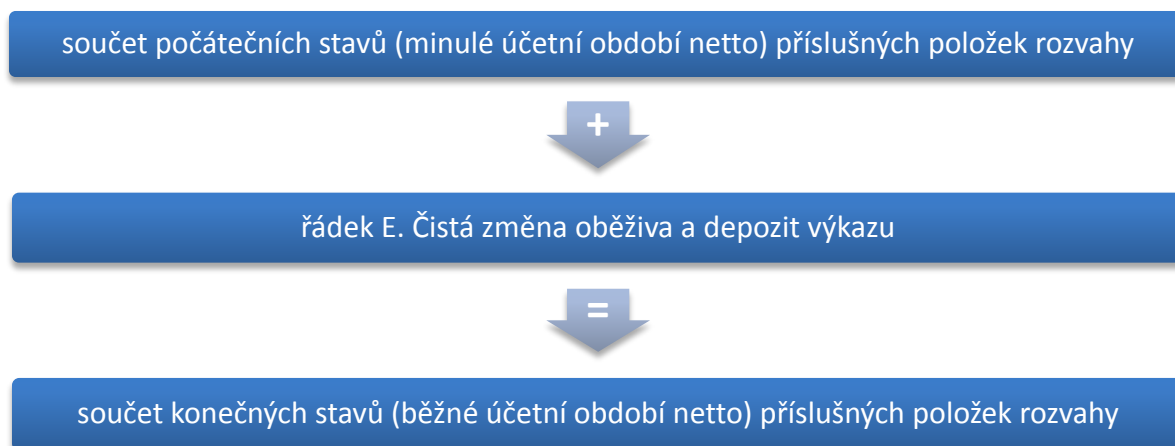 součet počátečních stavů (minulé účetní období netto) příslušných položek rozvahy
+
řádek E. Čistá změna oběživa a depozit výkazu
=
součet konečných stavů (běžné účetní období netto) příslušných položek rozvahy